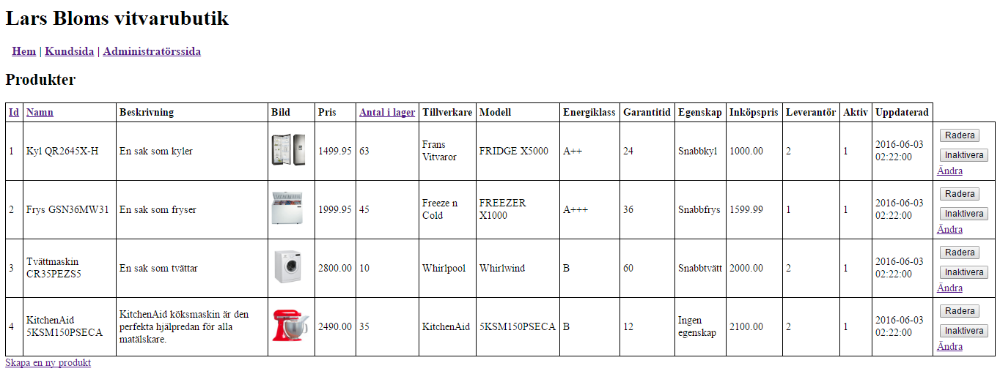 Lars Bloms vitvarubutik
Hem | Kundsida | Administratörssida
Produkter
Id Namn Beskrivning Bild Pris Antal i lager Tillverkare Modell Energiklass Garantitid Egenskap Inköpspris Leverantör Aktiv Uppdaterad
1 Kyl QR2645X-H En sak som kyler 1499.95 63 Frans Vitvaror FRIDGE X5000 A++ 24 Snabbkyl 1000.00 2 1 2016-06-03 02:22:00 Radera Inaktivera Ändra
2 Frys GSN36MW31 En sak som fryser 1999.95 45 Freeze n Cold FREEZER X1000 A+++ 36 Snabbfrys 1599.99 1 1 2016-06-03 02:22:00 Radera Inaktivera Ändra
3 Tvättmaskin CR35PEZS5 En sak som tvättar 2800.00 10 Whirlpool Whirlwind B 60 Snabbtvätt 2000.00 2 1 2016-06-03 02:22:00 Radera Inaktivera Ändra
4 KitchenAid 5KSM150PSECA KitchenAid köksmaskin är den perfekta hjälpredan för alla matälskare. 2490.00 35 KitchenAid 5KSM150PSECA B 12 Ingen egenskap 2100.00 2 1 2016-06-03 02:22:00 Radera Inaktivera Ändra
Skapa en ny produkt